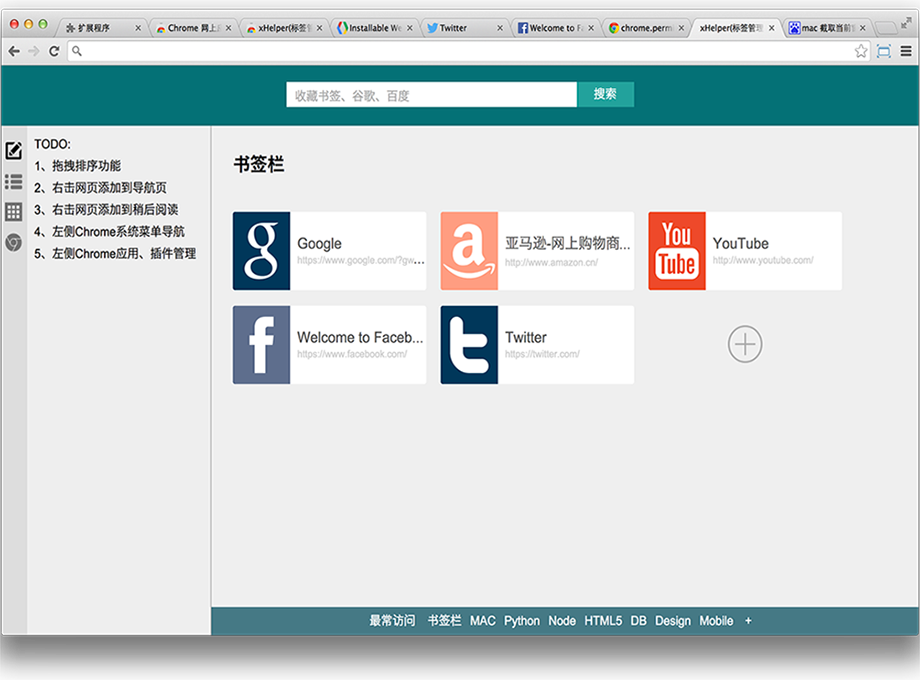 扩展程序
Chrome 网上
xHelper(标签
Installable We
Twitter
Welcome to Fa
chrome.perm
xHelper(标签管理
mac 截取当前
收藏书签、谷歌、百度
搜索
TODO:
1、拖拽排序功能
2、右击网页添加到导航页
3、右击网页添加到稍后阅读
4、左侧Chrome系统菜单导航
5、左侧Chrome应用、插件管理
书签栏
g
Google
https://www.google.com/?gw...
a
亚马逊-网上购物商...
http://www.amazon.cn/
You
Tube
YouTube
http://www.youtube.com/
f
Welcome to Faceb...
https://www.facebook.com/
t
Twitter
https://twitter.com/
最常访问 书签栏 MAC Python Node HTML5 DB Design Mobile +